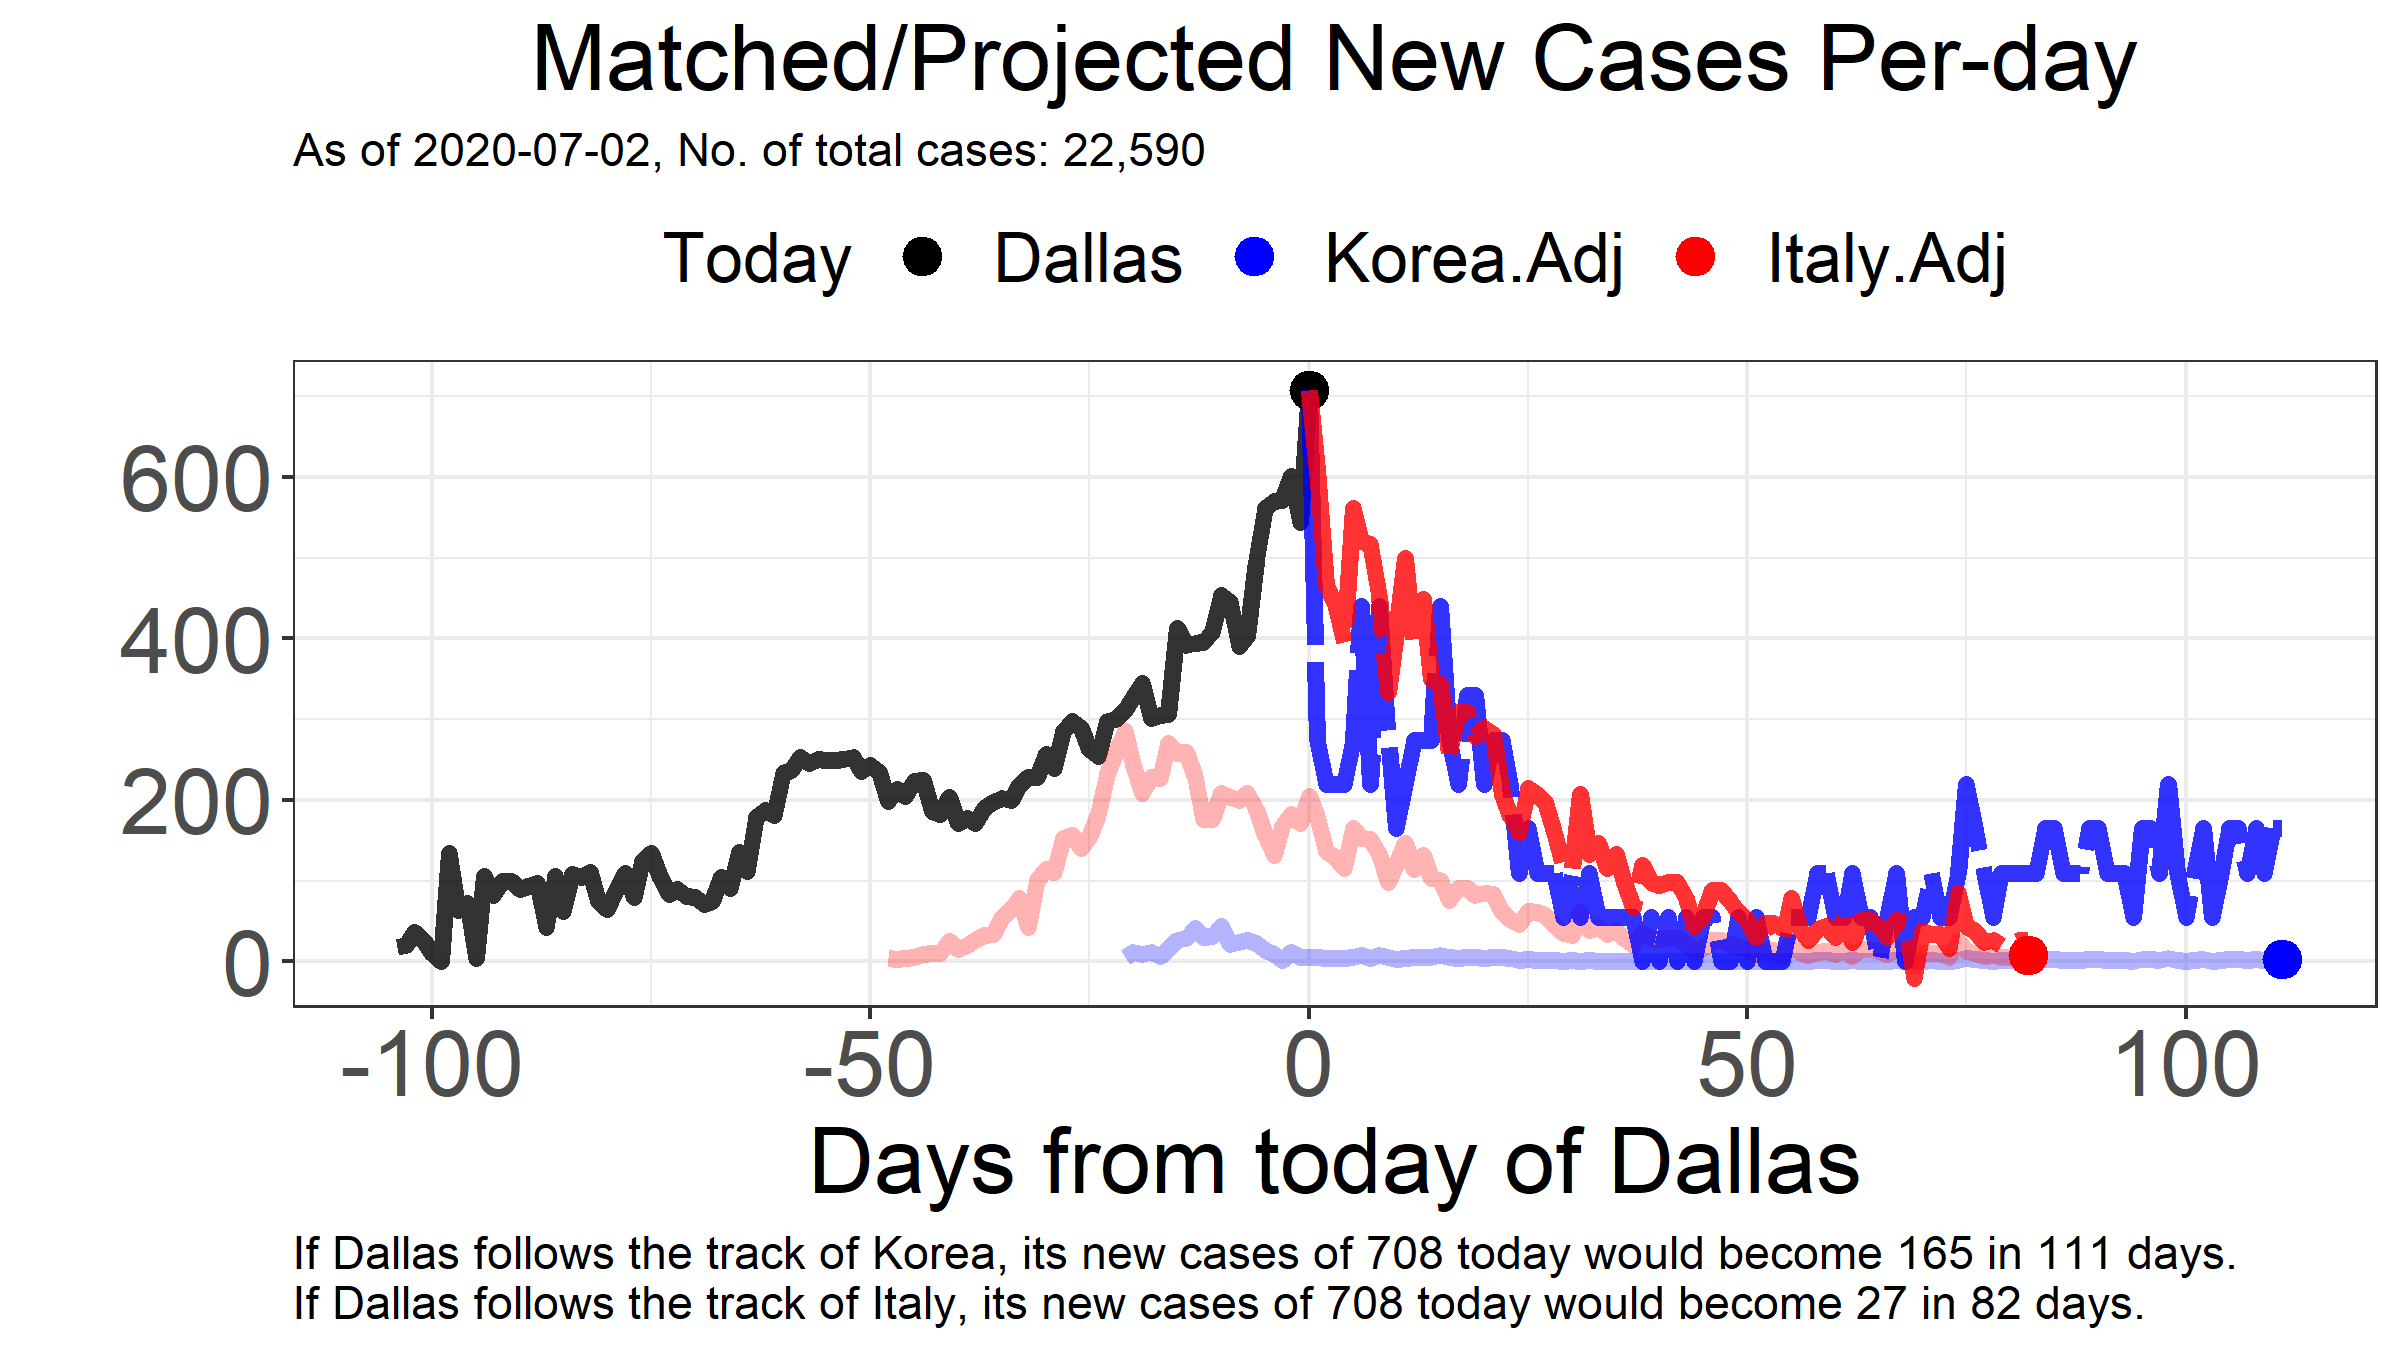 Matched/Projected New Cases Per-day
As of 2020-07-02, No. of total cases: 22,590
Today Dallas Korea.Adj Italy.Adj
600
400
200
0
-100 -50 0 50 100
Days from today of Dallas
If Dallas follows the track of Korea, its new cases of 708 today would become 165 in 111 days.
If Dallas follows the track of Italy, its new cases of 708 today would become 27 in 82 days.